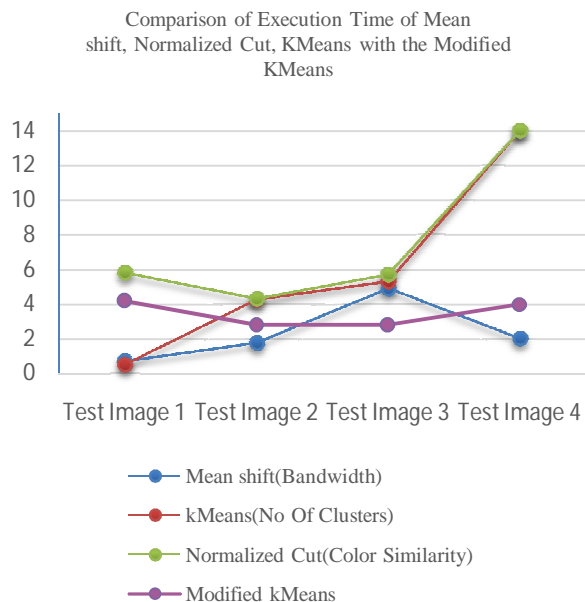 Comparison of Execution Time of Mean
shift, Normalized Cut, KMeans with the Modified
KMeans
14
12
10
8
6
4
2
0
Test Image 1 Test Image 2 Test Image 3 Test Image 4
Mean shift(Bandwidth)
kMeans(No Of Clusters)
Normalized Cut(Color Similarity)
Modified kMeans